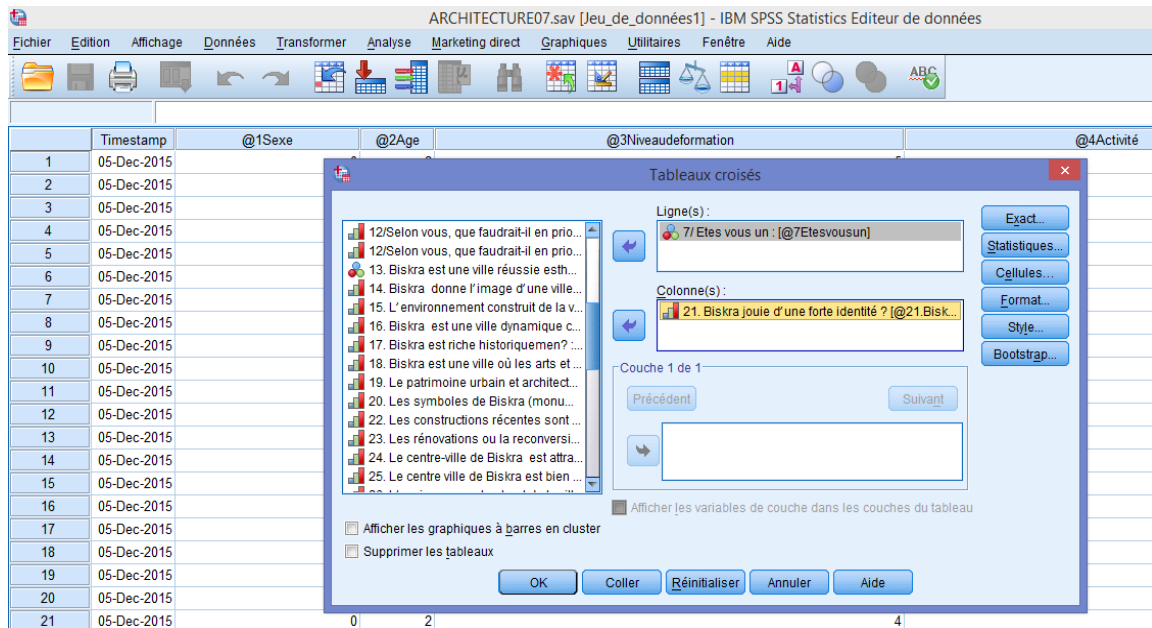 ARCHITECTURE07.sav [Jeu_de_données1] - IBM SPSS Statistics Editeur de données
Fichier Edition Affichage Données Transformer Analyse Marketing direct Graphiques Utilitaires Fenêtre Aide
Timestamp @1Sexe @2Age @3Niveaudeformation @4Activité
1 05-Dec-2015
2 05-Dec-2015
3 05-Dec-2015
4 05-Dec-2015
5 05-Dec-2015
6 05-Dec-2015
7 05-Dec-2015
8 05-Dec-2015
9 05-Dec-2015
10 05-Dec-2015
11 05-Dec-2015
12 05-Dec-2015
13 05-Dec-2015
14 05-Dec-2015
15 05-Dec-2015
16 05-Dec-2015
17 05-Dec-2015
18 05-Dec-2015
19 05-Dec-2015
20 05-Dec-2015
21 05-Dec-2015 0 2 4
Tableaux croisés
12/Selon vous, que faudrait-il en prio...
12/Selon vous, que faudrait-il en prio...
13. Biskra est une ville réussie esth...
14. Biskra donne l'image d'une ville...
15. L'environnement construit de la v...
16. Biskra est une ville dynamique c...
17. Biskra est riche historiquemen? :...
18. Biskra est une ville où les arts et ...
19. Le patrimoine urbain et architect...
20. Les symboles de Biskra (monu...
22. Les constructions récentes sont ...
23. Les rénovations ou la reconversi...
24. Le centre-ville de Biskra est attra...
25. Le centre ville de Biskra est bien ...
Ligne(s) :
7/ Etes vous un : [@7Etesvousun]
Colonne(s) :
21. Biskra jouie d'une forte identité ? [@21.Bisk...
Couche 1 de 1
Précédent Suivant
Afficher les variables de couche dans les couches du tableau
Exact...
Statistiques...
Cellules...
Format...
Style...
Bootstrap...
Afficher les graphiques à barres en cluster
Supprimer les tableaux
OK Coller Réinitialiser Annuler Aide